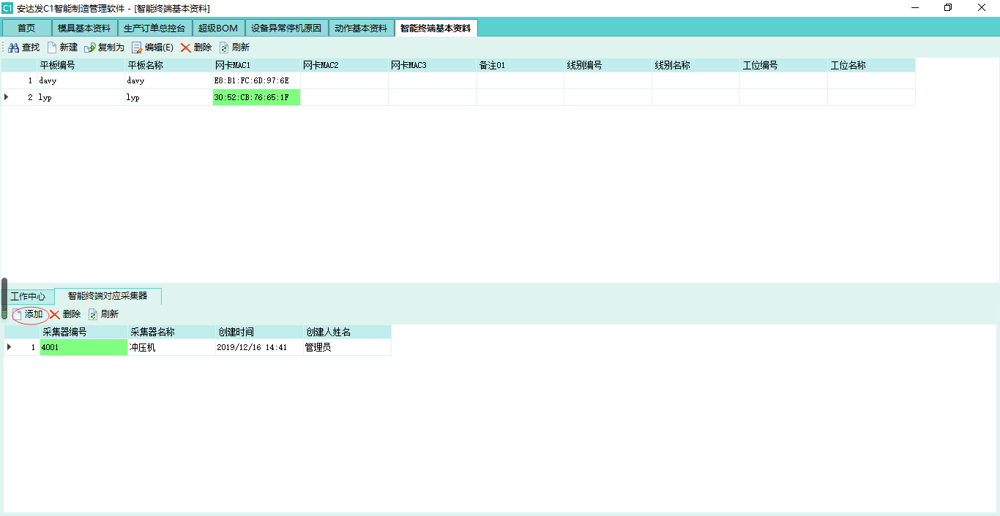 C1 安达发C1智能制造管理软件 - [智能终端基本资料]
首页 模具基本资料 生产订单总控台 超级BOM 设备异常停机原因 动作基本资料 智能终端基本资料
查找 新建 复制为 编辑(E) 删除 刷新
平板编号 平板名称 网卡MAC1 网卡MAC2 网卡MAC3 备注01 线别编号 线别名称 工位编号 工位名称
1 davy davy E8:B1:FC:6D:97:6E
2 lyp lyp 30:52:CB:76:65:1F
工作中心 智能终端对应采集器
添加 删除 刷新
采集器编号 采集器名称 创建时间 创建人姓名
1 4001 冲压机 2019/12/16 14:41 管理员